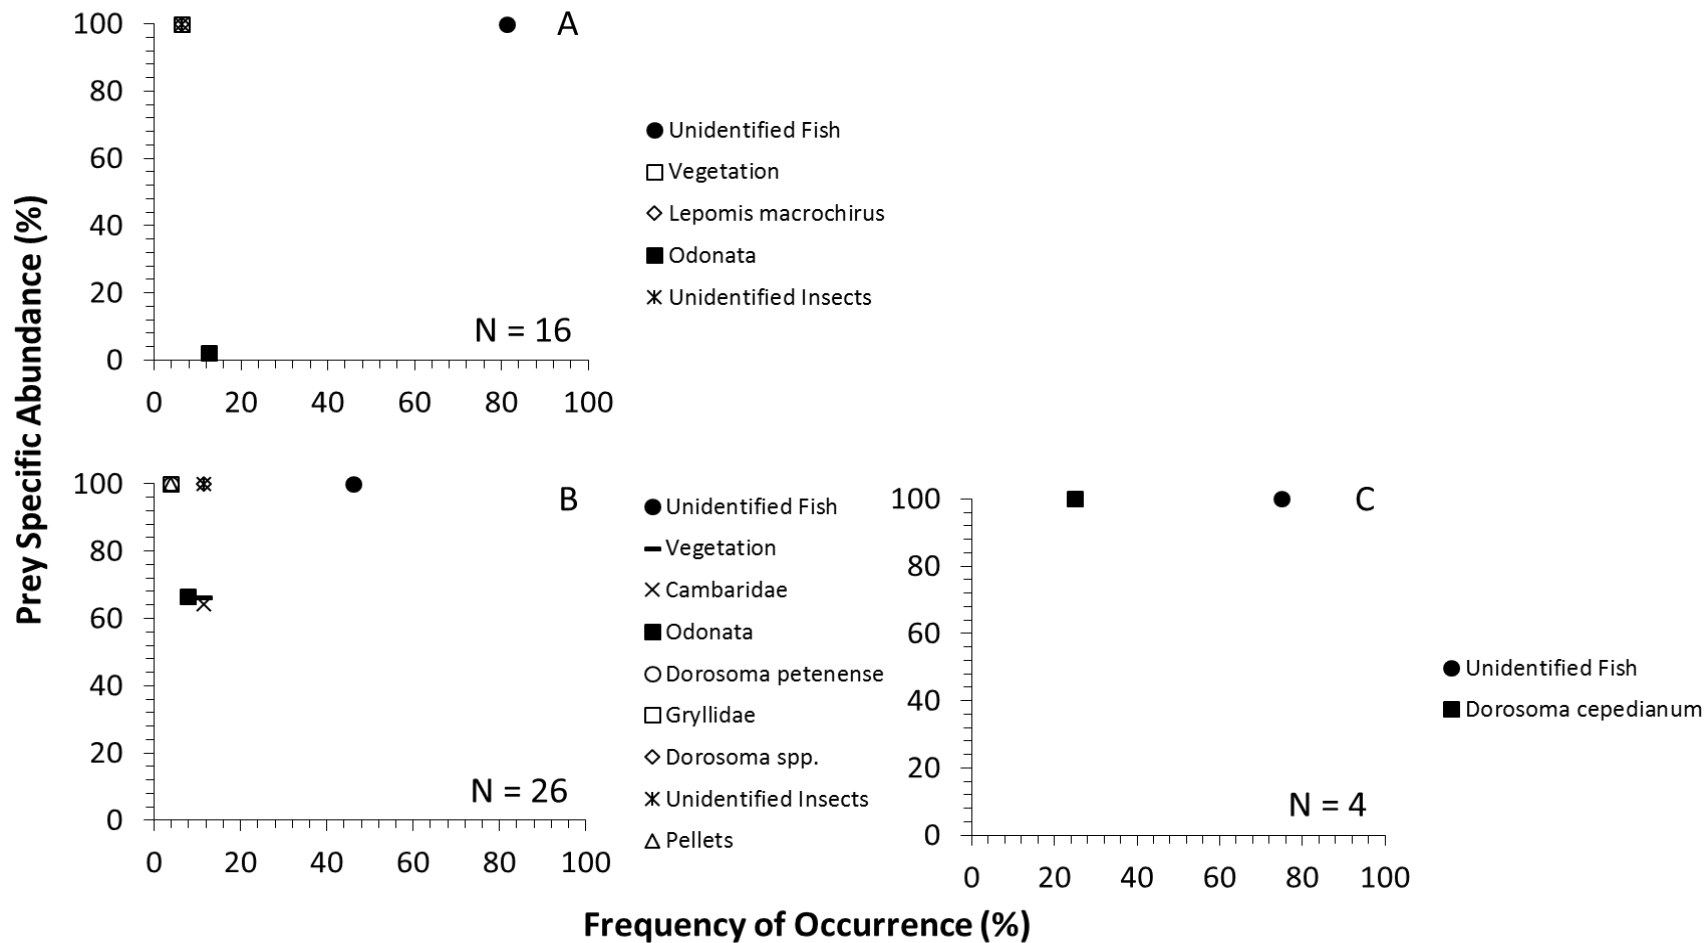 Prey Specific Abundance (%)
100
80
60
40
20
0
0 20 40 60 80 100
A
N = 16
Unidentified Fish
Vegetation
Lepomis macrochirus
Odonata
Unidentified Insects
100
80
60
40
20
0
0 20 40 60 80 100
B
N = 26
Unidentified Fish
Vegetation
Cambaridae
Odonata
Dorosoma petenense
Gryllidae
Dorosoma spp.
Unidentified Insects
Pellets
100
80
60
40
20
0
0 20 40 60 80 100
C
N = 4
Unidentified Fish
Dorosoma cepedianum
Frequency of Occurrence (%)